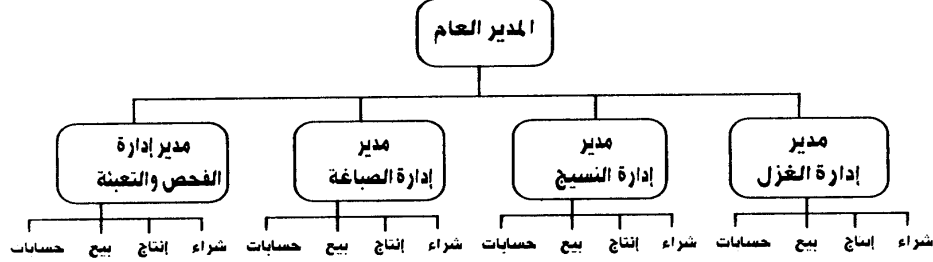 المدير العام
مدير
إدارة الغزل
مدير
إدارة النسيج
مدير
إدارة الصباغة
مدير إدارة
الفحص والتعبئة
شراء إنتاج بيع حسابات
شراء إنتاج بيع حسابات
شراء إنتاج بيع حسابات
شراء إنتاج بيع حسابات